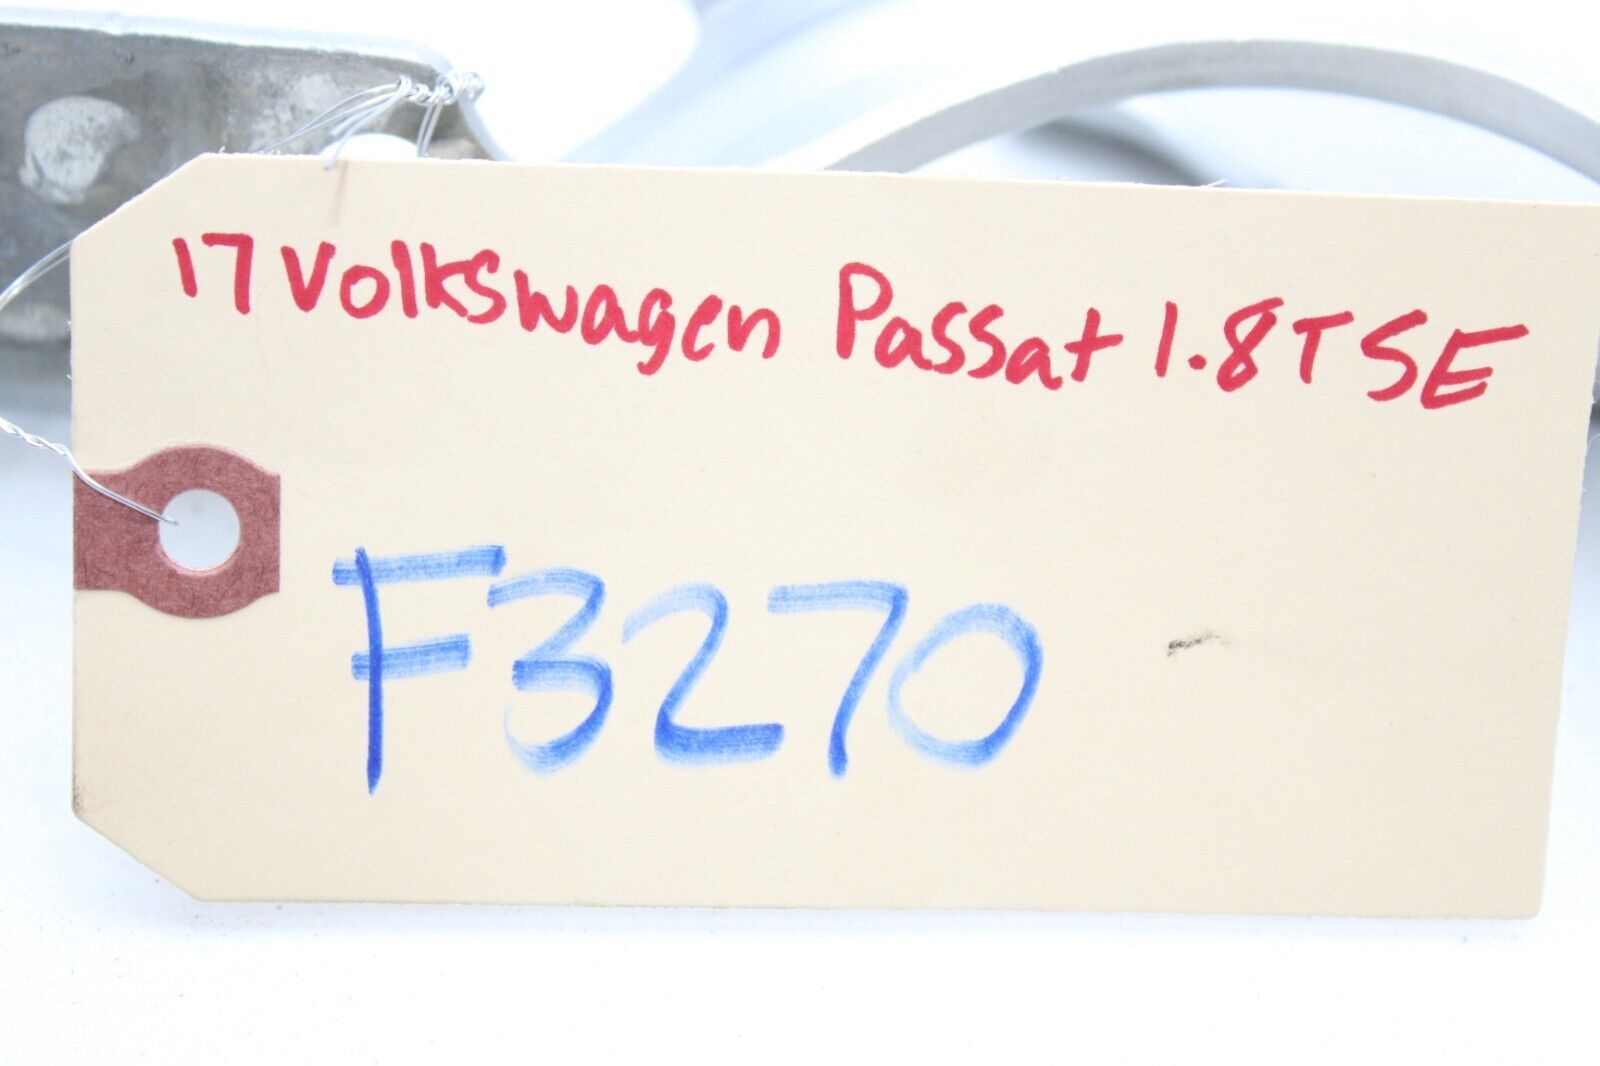 17 Volkswagen Passat 1.8T SE
F3270